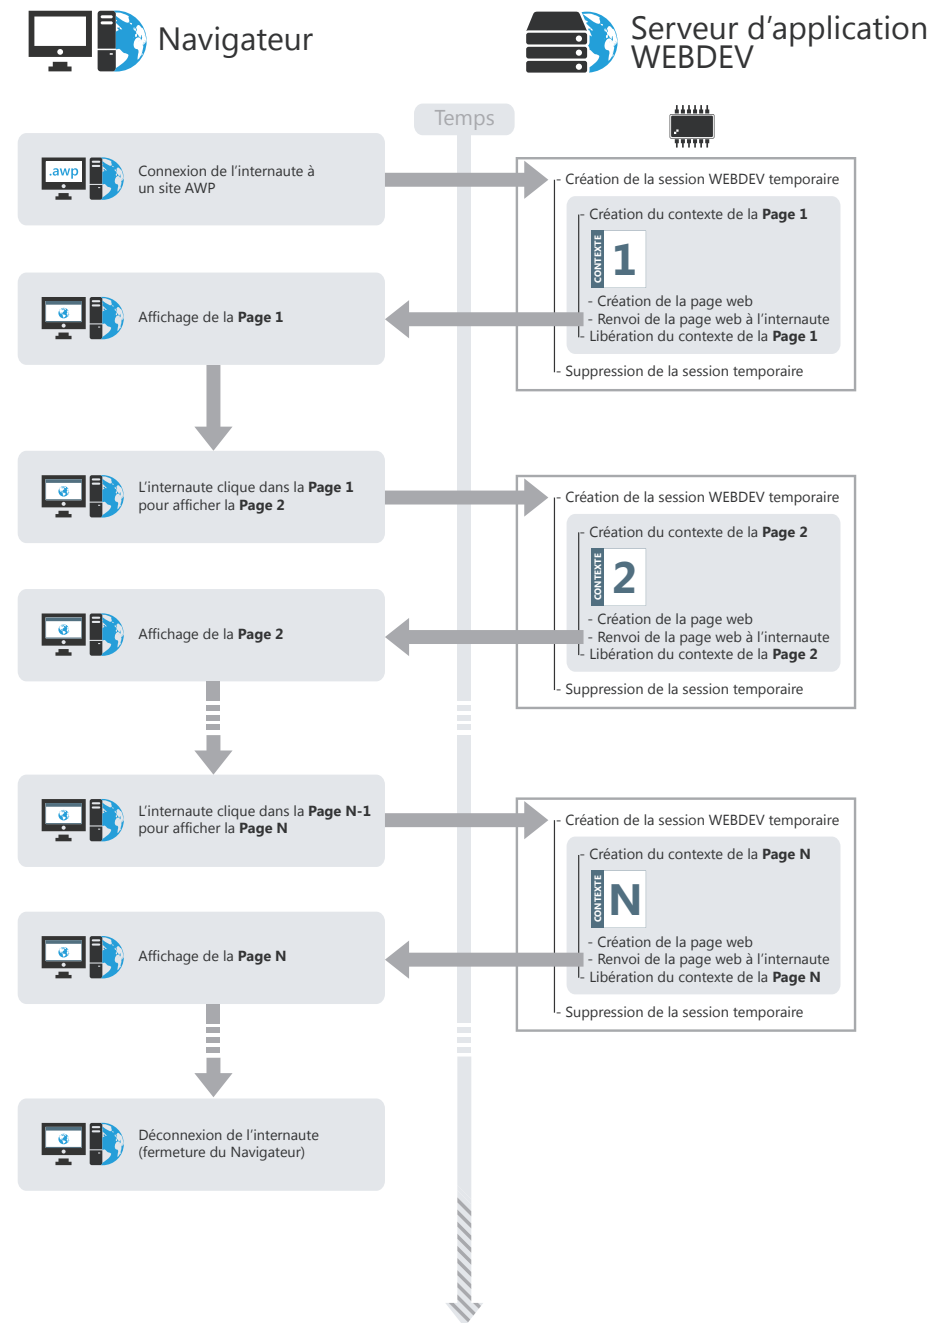 Navigateur
Serveur d'application
WEBDEV
Temps
.awp
Connexion de l'internaute à
un site AWP
- Création de la session WEBDEV temporaire
- Création du contexte de la Page 1
CONTEXTE
1
- Création de la page web
- Renvoi de la page web à l'internaute
- Libération du contexte de la Page 1
- Suppression de la session temporaire
Affichage de la Page 1
L'internaute clique dans la Page 1
pour afficher la Page 2
- Création de la session WEBDEV temporaire
- Création du contexte de la Page 2
CONTEXTE
2
- Création de la page web
- Renvoi de la page web à l'internaute
- Libération du contexte de la Page 2
- Suppression de la session temporaire
Affichage de la Page 2
L'internaute clique dans la Page N-1
pour afficher la Page N
- Création de la session WEBDEV temporaire
- Création du contexte de la Page N
CONTEXTE
N
- Création de la page web
- Renvoi de la page web à l'internaute
- Libération du contexte de la Page N
- Suppression de la session temporaire
Affichage de la Page N
Déconnexion de l'internaute
(fermeture du Navigateur)